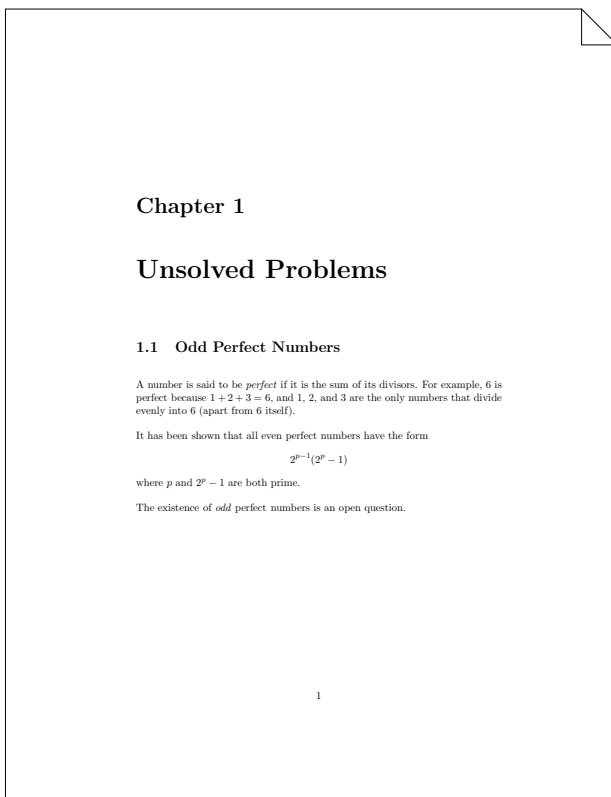 Chapter 1
Unsolved Problems
1.1 Odd Perfect Numbers
A number is said to be perfect if it is the sum of its divisors. For example, 6 is
perfect because 1 + 2 + 3 = 6, and 1, 2, and 3 are the only numbers that divide
evenly into 6 (apart from 6 itself).
It has been shown that all even perfect numbers have the form
2^{p−1}(2^p − 1)
where p and 2^p − 1 are both prime.
The existence of odd perfect numbers is an open question.
1